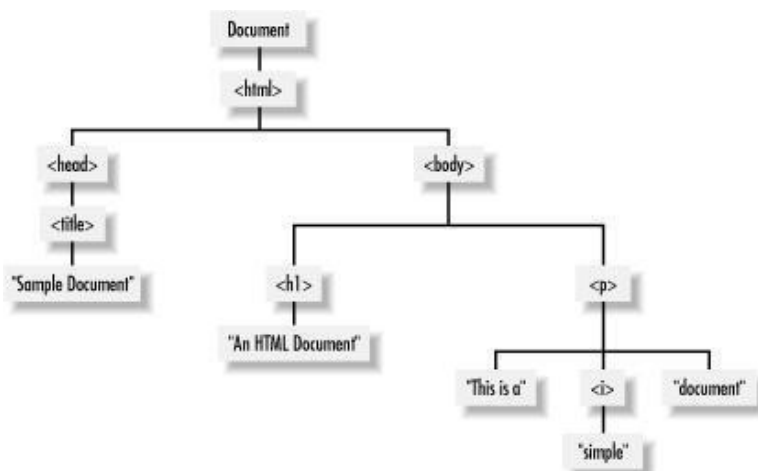 Document
<html>
<head>
<body>
<title>
"Sample Document"
<h1>
<p>
"An HTML Document"
"This is a"
<i>
"document"
"simple"